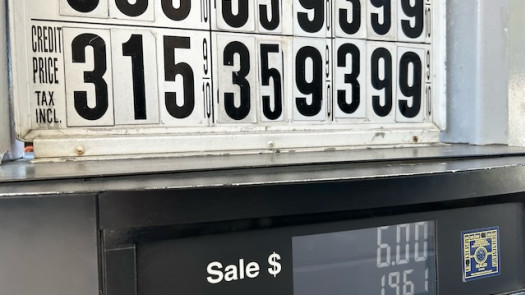 CREDIT
PRICE
TAX
INCL.
315 9/10 359 9/10 399 9/10
Sale $ 6.00
1.961